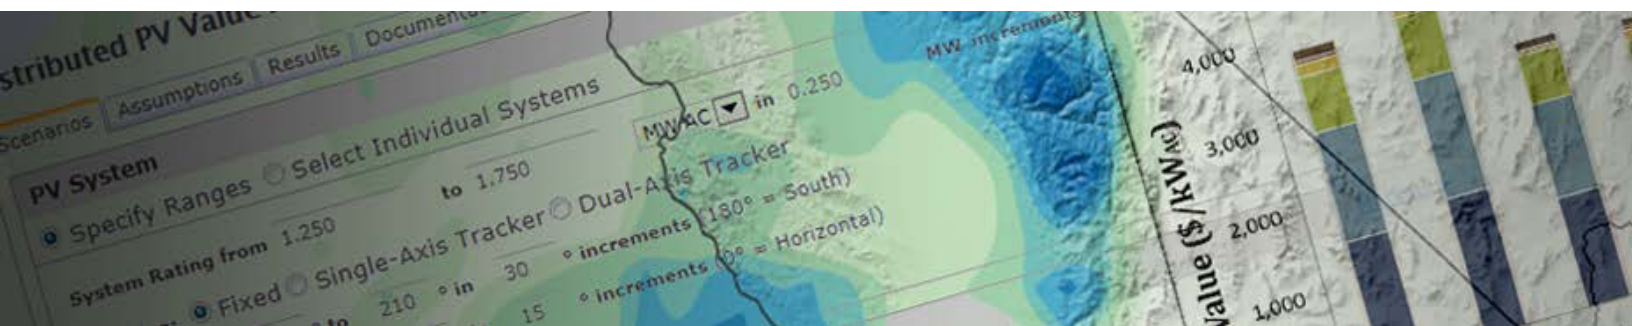 stributed PV Value
Scenarios Assumptions Results
PV System
Specify Ranges Select Individual Systems
System Rating from 1.250 to 1.750 MW AC in 0.250 MW increments
Fixed Single-Axis Tracker Dual-Axis Tracker
to 210 ° in 30 ° increments (180° = South)
15 ° increments (0° = Horizontal)
Value ($/kWAC)
4,000
3,000
2,000
1,000